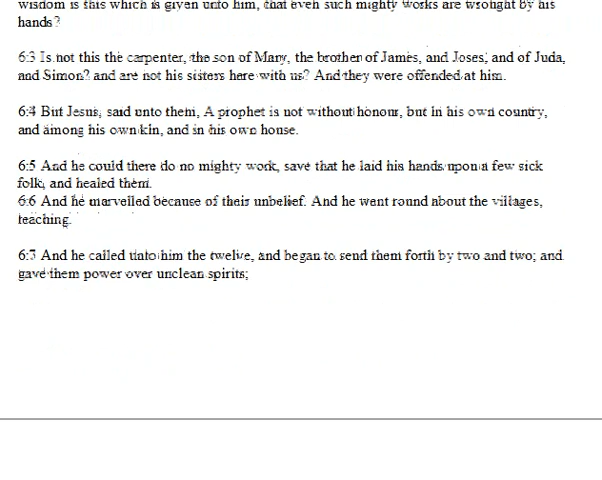 wisdom is this which is given unto him, that even such mighty works are wrought by his
hands?
6:3 Is not this the carpenter, the son of Mary, the brother of James, and Joses, and of Juda,
and Simon? and are not his sisters here with us? And they were offended at him.
6:4 But Jesus, said unto them, A prophet is not without honour, but in his own country,
and among his own kin, and in his own house.
6:5 And he could there do no mighty work, save that he laid his hands upon a few sick
folk, and healed them.
6:6 And he marvelled because of their unbelief. And he went round about the villages,
teaching.
6:7 And he called unto him the twelve, and began to send them forth by two and two; and
gave them power over unclean spirits;